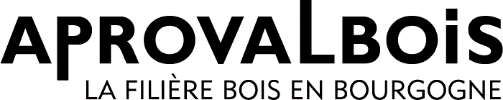 APROVALBOiS
LA FILIÈRE BOIS EN BOURGOGNE